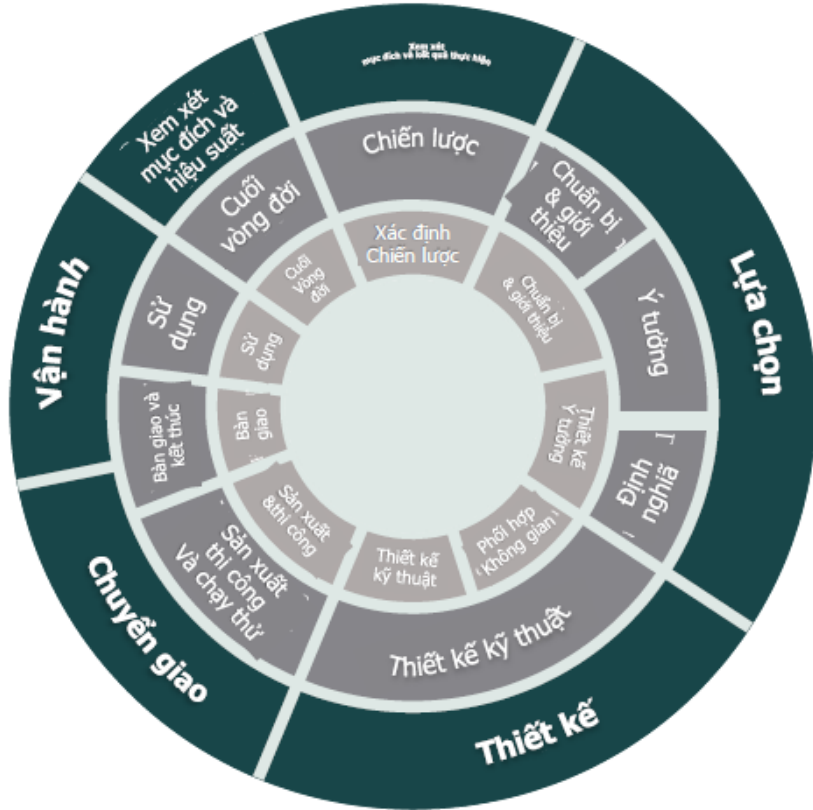 Xem xét
mục đích và kết quả thực hiện
Lựa chọn
Thiết kế
Chuyển giao
Vận hành
Xem xét
mục đích và
hiệu suất
Chiến lược
Chuẩn bị
& giới
thiệu
Ý tưởng
Định
nghĩa
Thiết kế kỹ thuật
Sản xuất
thi công
Và chạy thử
Bàn giao và
kết thúc
Sử
dụng
Cuối
vòng đời
Xác định
Chiến lược
Chuẩn bị
& giới thiệu
Thiết kế
Ý tưởng
Phối hợp
Không gian
Thiết kế
kỹ thuật
Sản xuất
&thi công
Bàn
giao
Sử
dụng
Cuối
Vòng
đời